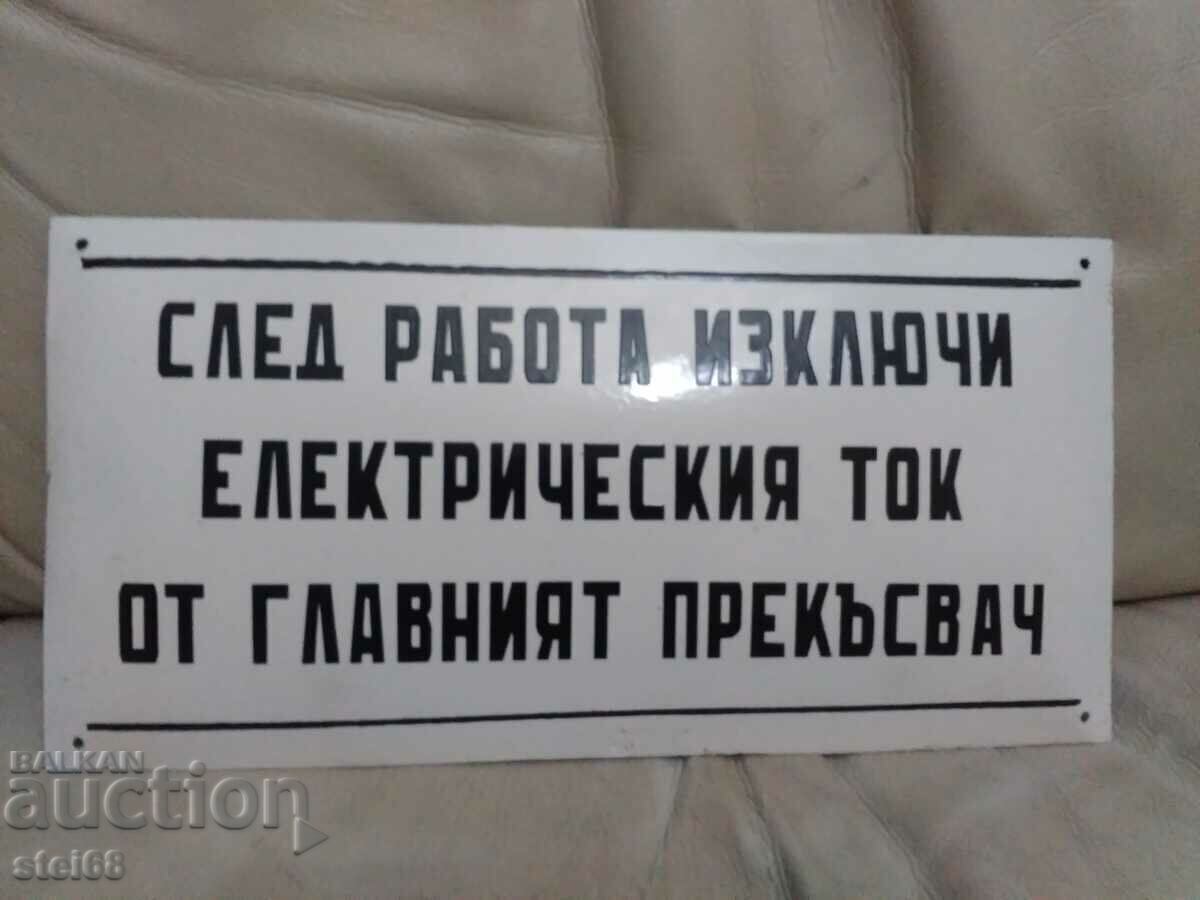 СЛЕД РАБОТА ИЗКЛЮЧИ
ЕЛЕКТРИЧЕСКИЯ ТОК
ОТ ГЛАВНИЯТ ПРЕКЪСВАЧ
BALKAN
auction
stei68